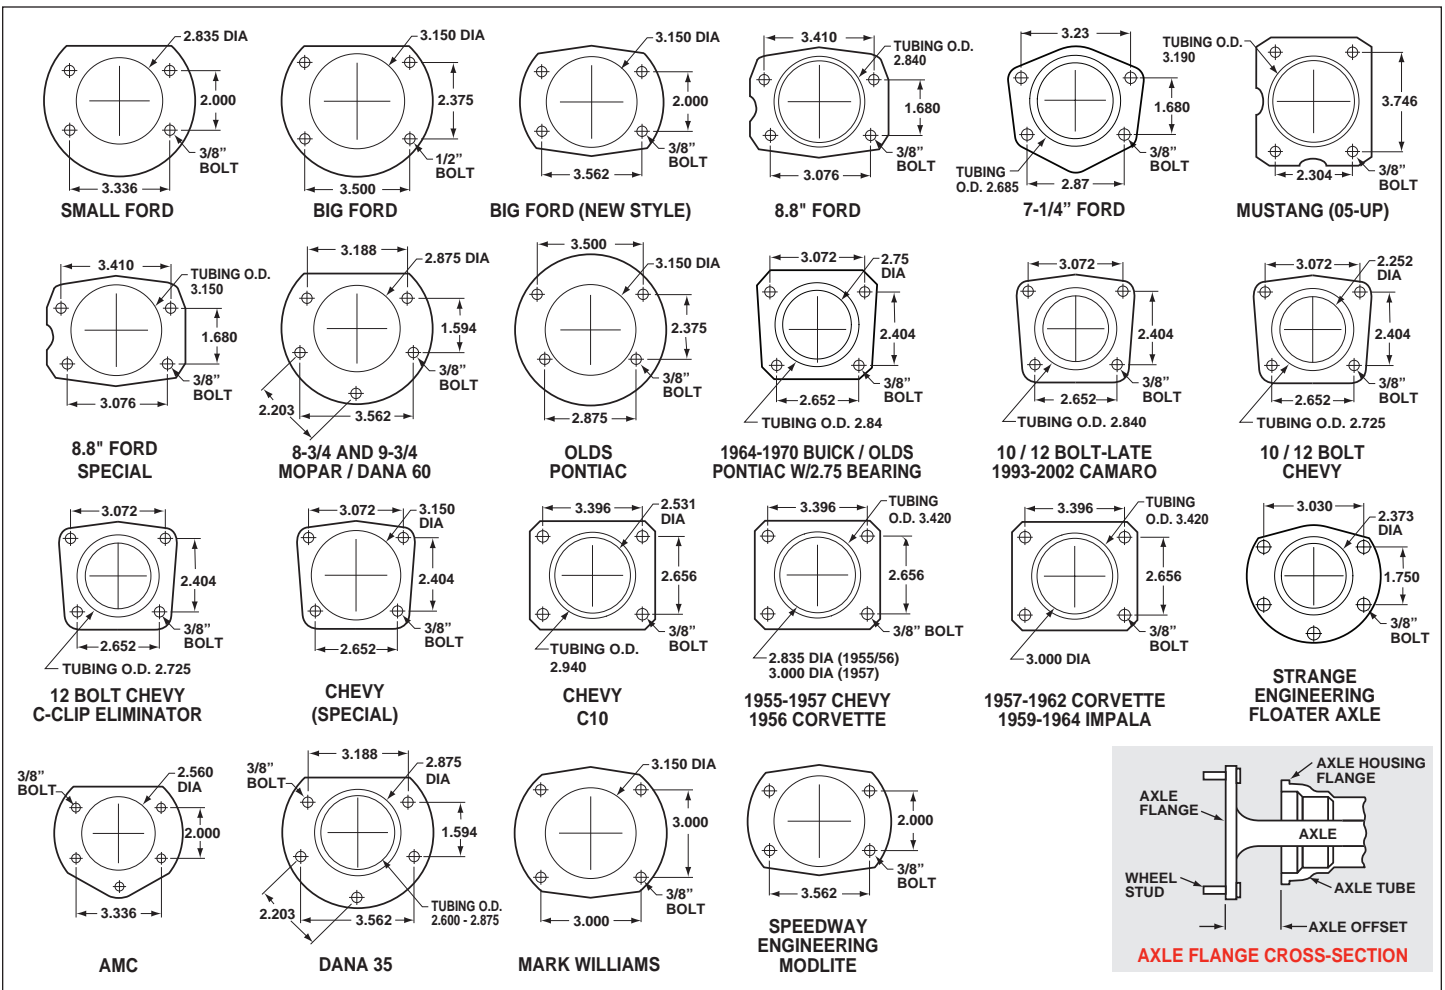 2.835 DIA
2.000
3/8”
BOLT
3.336
SMALL FORD
3.150 DIA
2.375
1/2”
BOLT
3.500
BIG FORD
3.150 DIA
2.000
3/8”
BOLT
3.562
BIG FORD (NEW STYLE)
3.410
TUBING O.D.
2.840
1.680
3/8”
BOLT
3.076
8.8" FORD
3.23
1.680
3/8”
BOLT
TUBING
O.D. 2.685
2.87
7-1/4” FORD
TUBING O.D.
3.190
3.746
2.304
3/8”
BOLT
MUSTANG (05-UP)
3.410
TUBING O.D.
3.150
1.680
3/8”
BOLT
3.076
8.8" FORD
SPECIAL
3.188
2.875 DIA
1.594
3/8”
BOLT
2.203
3.562
8-3/4 AND 9-3/4
MOPAR / DANA 60
3.500
3.150 DIA
2.375
3/8”
BOLT
2.875
OLDS
PONTIAC
3.072
2.75
DIA
2.404
3/8”
BOLT
2.652
TUBING O.D. 2.84
1964-1970 BUICK / OLDS
PONTIAC W/2.75 BEARING
3.072
2.404
3/8”
BOLT
2.652
TUBING O.D. 2.840
10 / 12 BOLT-LATE
1993-2002 CAMARO
3.072
2.252
DIA
2.404
3/8”
BOLT
2.652
TUBING O.D. 2.725
10 / 12 BOLT
CHEVY
3.072
2.404
3/8”
BOLT
2.652
TUBING O.D. 2.725
12 BOLT CHEVY
C-CLIP ELIMINATOR
3.072
3.150
DIA
2.404
3/8”
BOLT
2.652
CHEVY
(SPECIAL)
3.396
2.531
DIA
2.656
3/8”
BOLT
TUBING O.D.
2.940
CHEVY
C10
3.396
TUBING
O.D. 3.420
2.656
3/8” BOLT
2.835 DIA (1955/56)
3.000 DIA (1957)
1955-1957 CHEVY
1956 CORVETTE
3.396
TUBING
O.D. 3.420
2.656
3/8”
BOLT
3.000 DIA
1957-1962 CORVETTE
1959-1964 IMPALA
3.030
2.373
DIA
1.750
3/8”
BOLT
STRANGE
ENGINEERING
FLOATER AXLE
3/8”
BOLT
2.560
DIA
2.000
3.336
AMC
3/8”
BOLT
3.188
2.875
DIA
1.594
2.203
3.562
TUBING O.D.
2.600 - 2.875
DANA 35
3.150 DIA
3.000
3/8”
BOLT
3.000
MARK WILLIAMS
2.000
3/8”
BOLT
3.562
SPEEDWAY
ENGINEERING
MODLITE
AXLE HOUSING
FLANGE
AXLE
FLANGE
AXLE
WHEEL
STUD
AXLE TUBE
AXLE OFFSET
AXLE FLANGE CROSS-SECTION